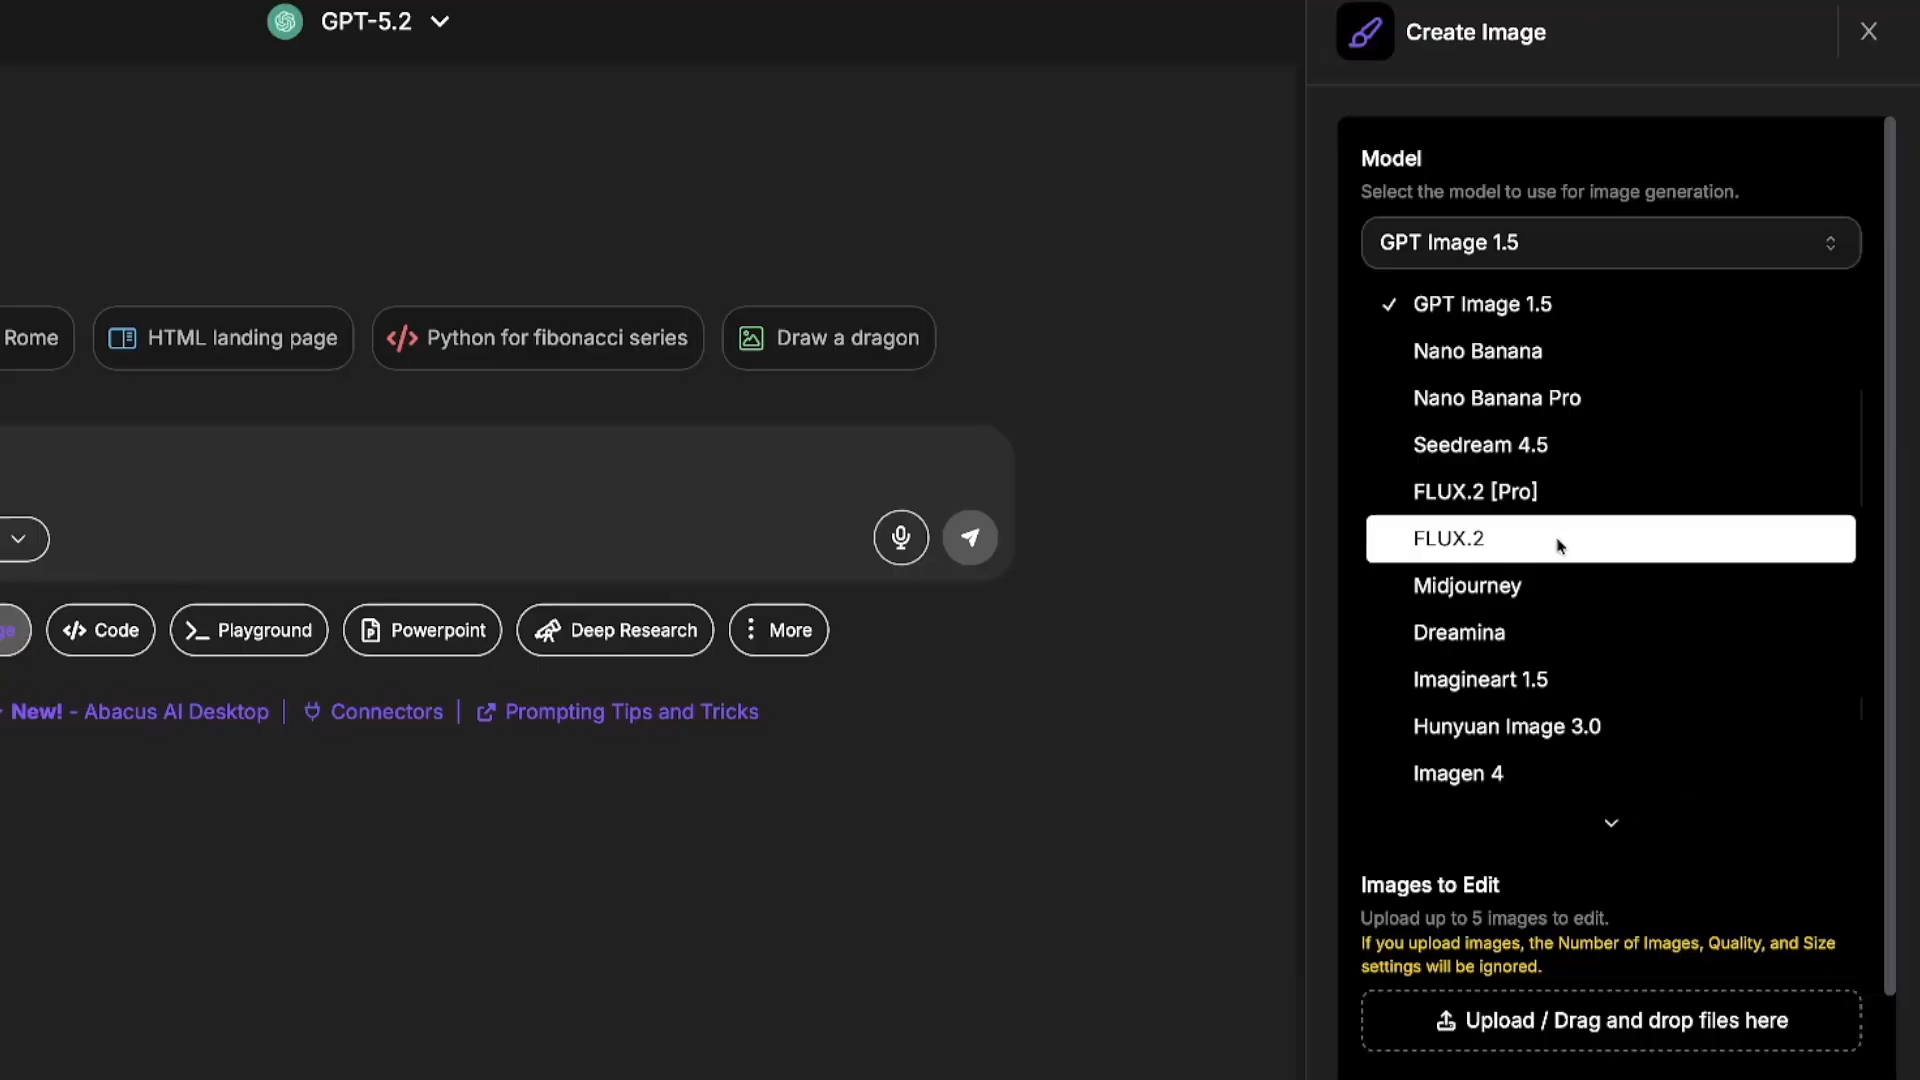 GPT-5.2
Create Image
Model
Select the model to use for image generation.
GPT Image 1.5
GPT Image 1.5
Nano Banana
Nano Banana Pro
Seedream 4.5
FLUX.2 [Pro]
FLUX.2
Midjourney
Dreamina
Imagineart 1.5
Hunyuan Image 3.0
Imagen 4
Images to Edit
Upload up to 5 images to edit.
If you upload images, the Number of Images, Quality, and Size
settings will be ignored.
Upload / Drag and drop files here
Rome
HTML landing page
Python for fibonacci series
Draw a dragon
Code
Playground
Powerpoint
Deep Research
More
New! - Abacus AI Desktop
Connectors
Prompting Tips and Tricks